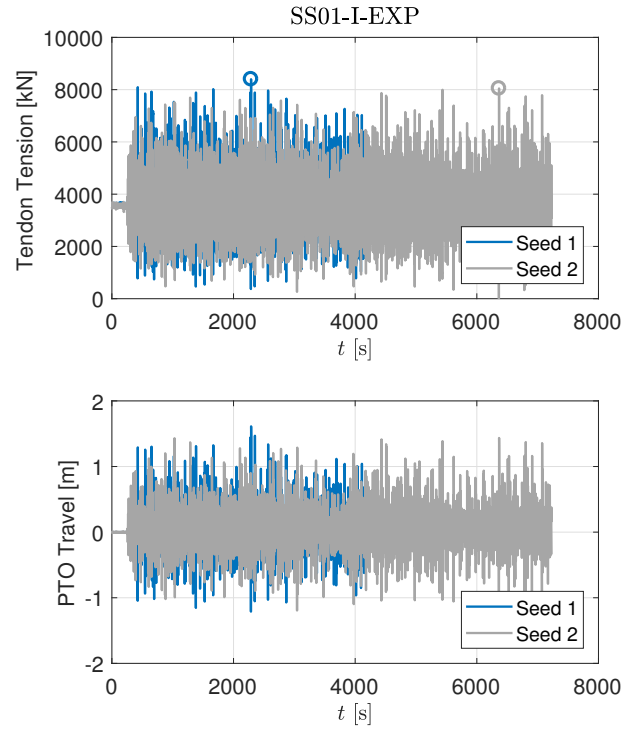 SS01-I-EXP
10000
8000
6000
4000
2000
0
Tendon Tension [kN]
Seed 1
Seed 2
0 2000 4000 6000 8000
t [s]
2
1
0
-1
-2
PTO Travel [m]
Seed 1
Seed 2
0 2000 4000 6000 8000
t [s]